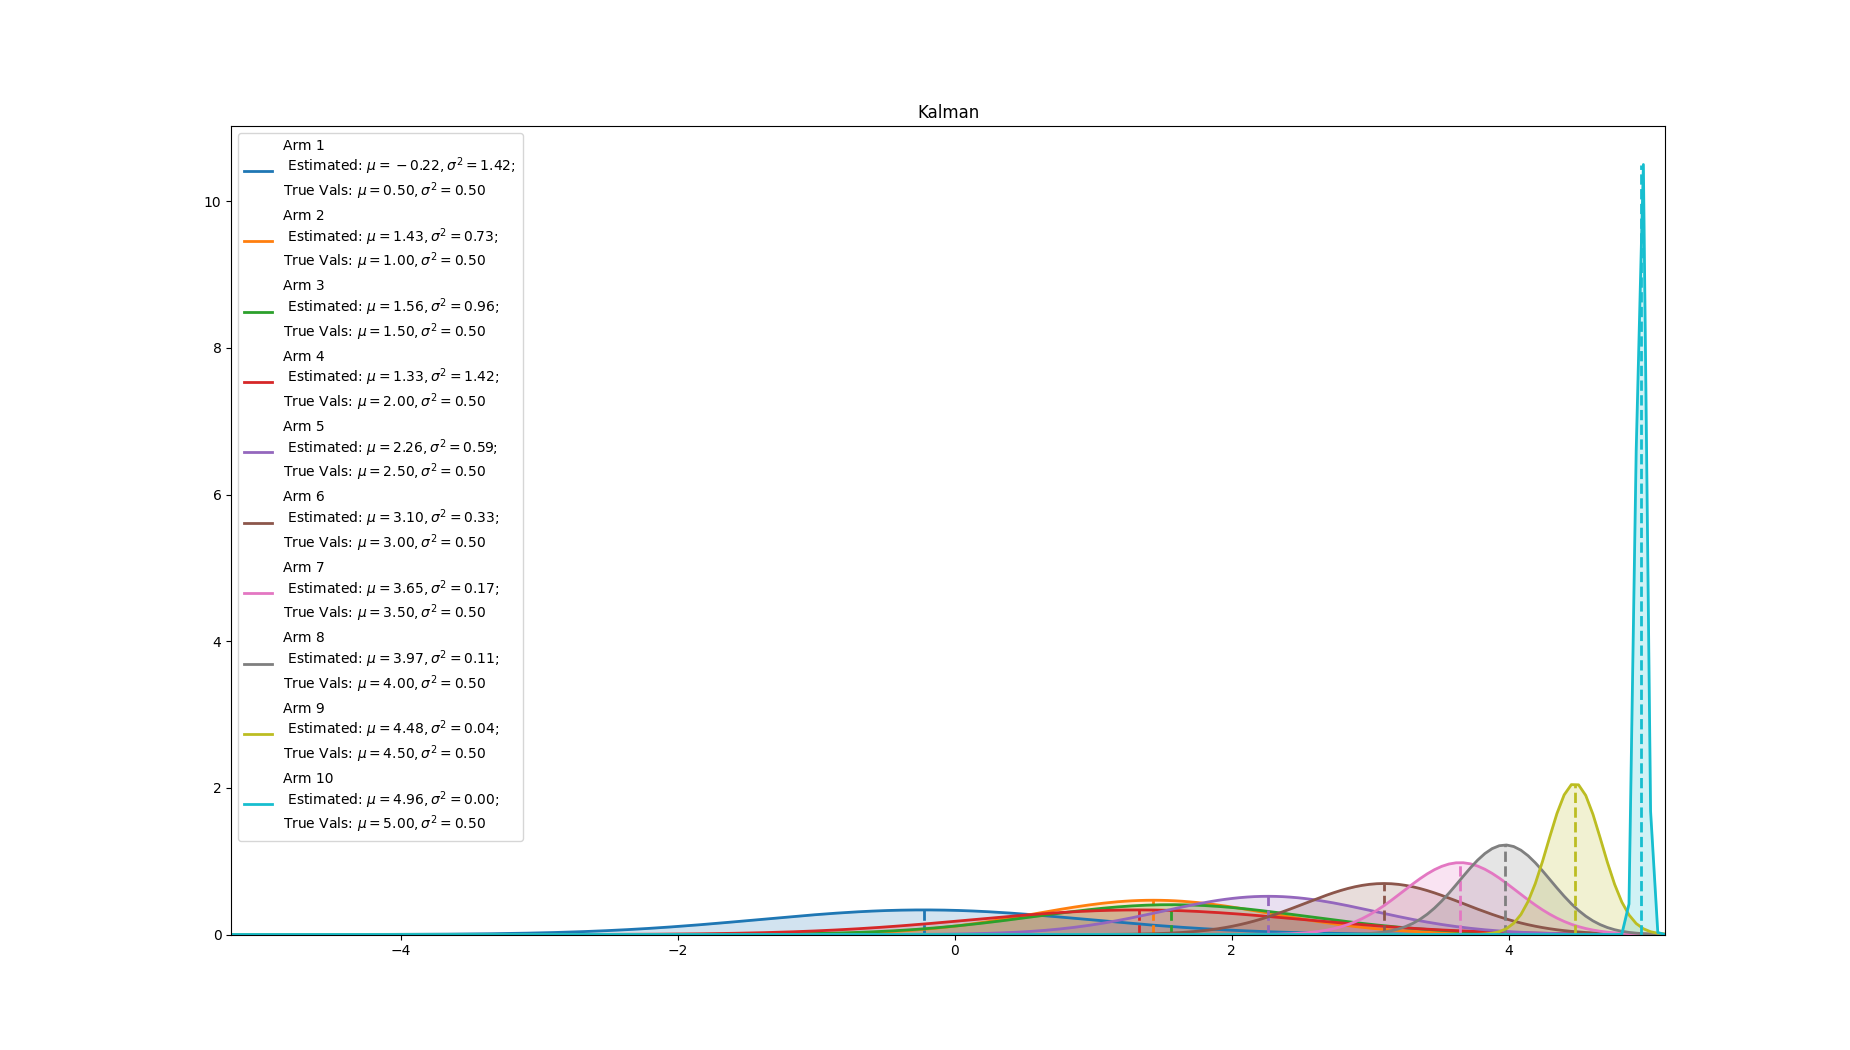 Kalman
Arm 1
Estimated: μ = −0.22, σ² = 1.42;
True Vals: μ = 0.50, σ² = 0.50
Arm 2
Estimated: μ = 1.43, σ² = 0.73;
True Vals: μ = 1.00, σ² = 0.50
Arm 3
Estimated: μ = 1.56, σ² = 0.96;
True Vals: μ = 1.50, σ² = 0.50
Arm 4
Estimated: μ = 1.33, σ² = 1.42;
True Vals: μ = 2.00, σ² = 0.50
Arm 5
Estimated: μ = 2.26, σ² = 0.59;
True Vals: μ = 2.50, σ² = 0.50
Arm 6
Estimated: μ = 3.10, σ² = 0.33;
True Vals: μ = 3.00, σ² = 0.50
Arm 7
Estimated: μ = 3.65, σ² = 0.17;
True Vals: μ = 3.50, σ² = 0.50
Arm 8
Estimated: μ = 3.97, σ² = 0.11;
True Vals: μ = 4.00, σ² = 0.50
Arm 9
Estimated: μ = 4.48, σ² = 0.04;
True Vals: μ = 4.50, σ² = 0.50
Arm 10
Estimated: μ = 4.96, σ² = 0.00;
True Vals: μ = 5.00, σ² = 0.50
10
8
6
4
2
0
−4 −2 0 2 4